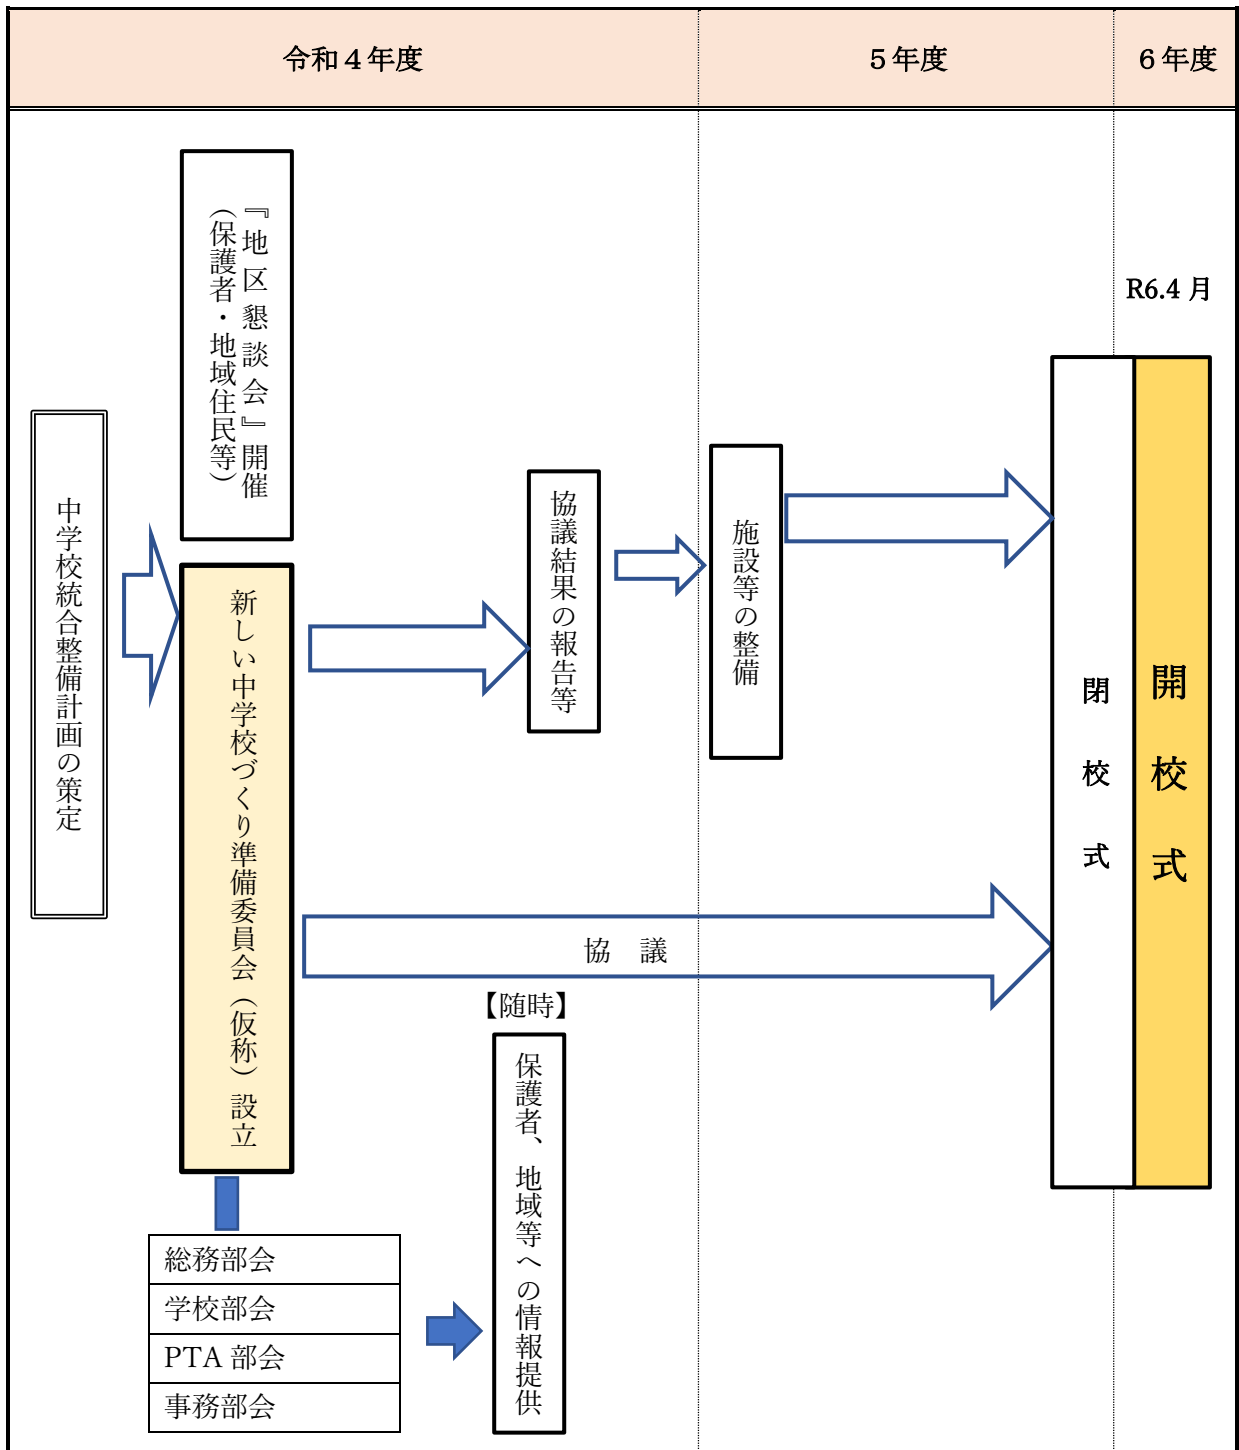 令和４年度
５年度
６年度
『地区懇談会』開催
（保護者・地域住民等）
R6.4 月
中学校統合整備計画の策定
新しい中学校づくり準備委員会（仮称）設立
協議結果の報告等
施設等の整備
閉校式
開校式
協　議
【随時】
保護者、地域等への情報提供
総務部会
学校部会
PTA 部会
事務部会